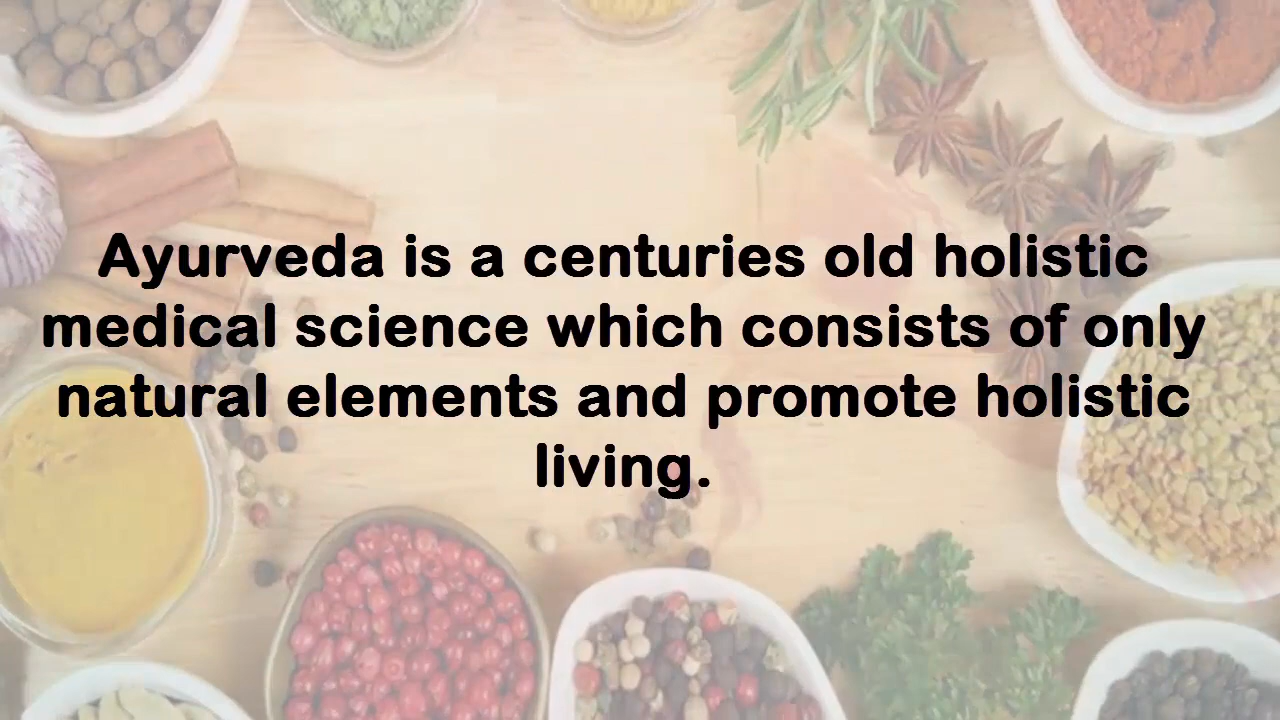 Ayurveda is a centuries old holistic
medical science which consists of only
natural elements and promote holistic
living.